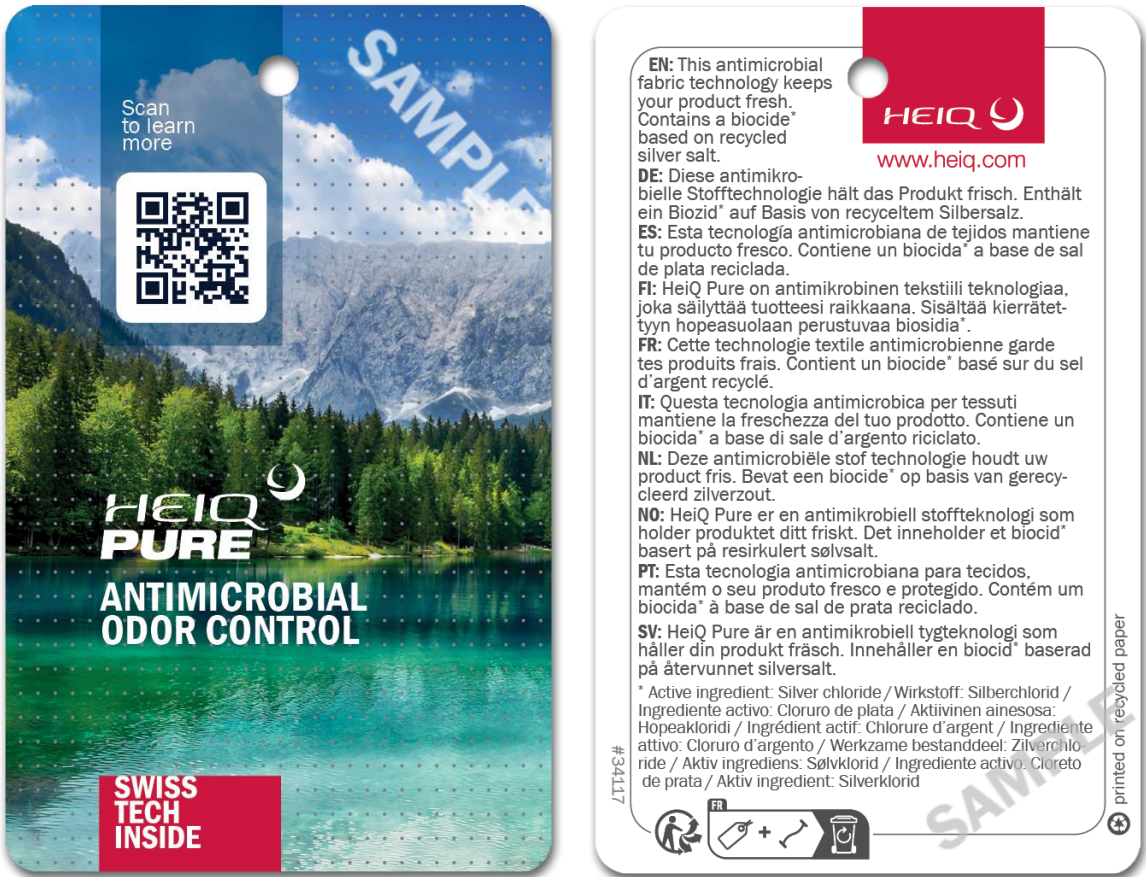 SAMPLE
Scan
to learn
more
HEIQ
PURE
ANTIMICROBIAL
ODOR CONTROL
SWISS
TECH
INSIDE
HEIQ
www.heiq.com
EN: This antimicrobial
fabric technology keeps
your product fresh.
Contains a biocide*
based on recycled
silver salt.
DE: Diese antimikro-
bielle Stofftechnologie hält das Produkt frisch. Enthält
ein Biozid* auf Basis von recyceltem Silbersalz.
ES: Esta tecnología antimicrobiana de tejidos mantiene
tu producto fresco. Contiene un biocida* a base de sal
de plata reciclada.
FI: HeiQ Pure on antimikrobinen tekstiili teknologiaa,
joka säilyttää tuotteesi raikkaana. Sisältää kierrätet-
tyyn hopeasuolaan perustuvaa biosidia*.
FR: Cette technologie textile antimicrobienne garde
tes produits frais. Contient un biocide* basé sur du sel
d'argent recyclé.
IT: Questa tecnologia antimicrobica per tessuti
mantiene la freschezza del tuo prodotto. Contiene un
biocida* a base di sale d'argento riciclato.
NL: Deze antimicrobiële stof technologie houdt uw
product fris. Bevat een biocide* op basis van gerecy-
cleerd zilverzout.
NO: HeiQ Pure er en antimikrobiell stoffteknologi som
holder produktet ditt friskt. Det inneholder et biocid*
basert på resirkulert sølvsalt.
PT: Esta tecnologia antimicrobiana para tecidos,
mantém o seu produto fresco e protegido. Contém um
biocida* à base de sal de prata reciclado.
SV: HeiQ Pure är en antimikrobiell tygteknologi som
håller din produkt fräsch. Innehåller en biocid* baserad
på återvunnet silversalt.
* Active ingredient: Silver chloride / Wirkstoff: Silberchlorid /
Ingrediente activo: Cloruro de plata / Aktiivinen ainesosa:
Hopeakloridi / Ingrédient actif: Chlorure d'argent / Ingrediente
attivo: Cloruro d'argento / Werkzame bestanddeel: Zilverchlo-
ride / Aktiv ingrediens: Sølvklorid / Ingrediente activo: Cloreto
de prata / Aktiv ingredient: Silverklorid
#34117
FR
+
SAMPLE
printed on recycled paper